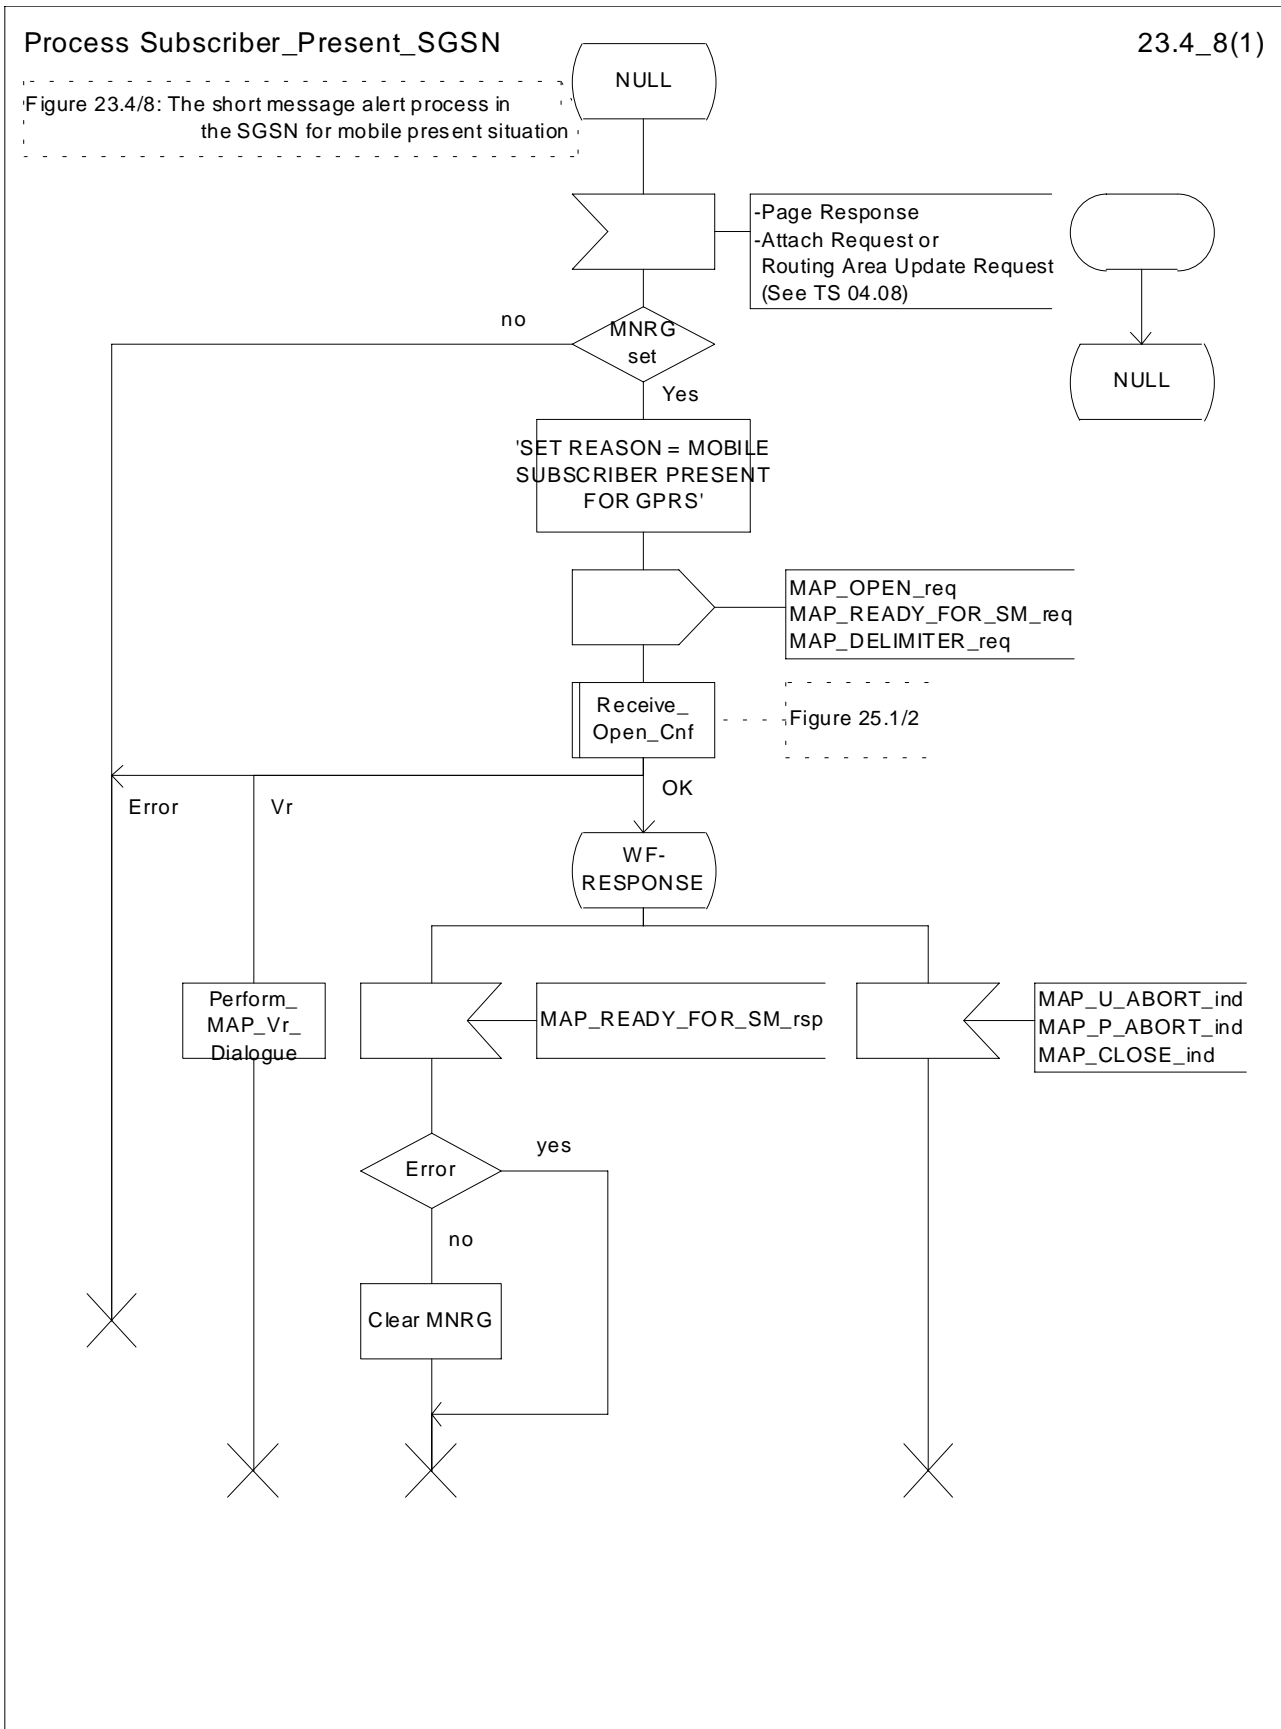 Process Subscriber_Present_SGSN
23.4_8(1)
Figure 23.4/8: The short message alert process in
the SGSN for mobile present situation
NULL
-Page Response
-Attach Request or
Routing Area Update Request
(See TS 04.08)
NULL
no
MNRG
set
Yes
'SET REASON = MOBILE
SUBSCRIBER PRESENT
FOR GPRS'
MAP_OPEN_req
MAP_READY_FOR_SM_req
MAP_DELIMITER_req
Receive_
Open_Cnf
Figure 25.1/2
Error
Vr
OK
WF-
RESPONSE
Perform_
MAP_Vr_
Dialogue
MAP_READY_FOR_SM_rsp
MAP_U_ABORT_ind
MAP_P_ABORT_ind
MAP_CLOSE_ind
Error
yes
no
Clear MNRG